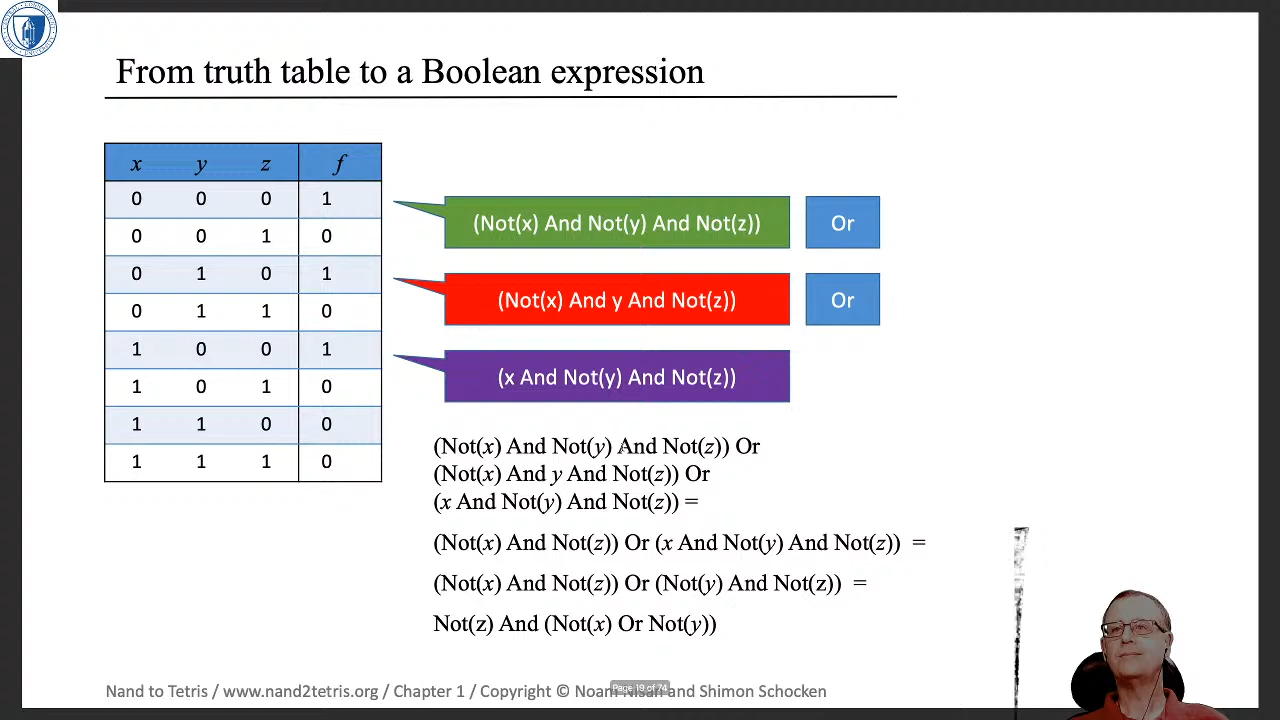 From truth table to a Boolean expression
x y z f
0 0 0 1
0 0 1 0
0 1 0 1
0 1 1 0
1 0 0 1
1 0 1 0
1 1 0 0
1 1 1 0
(Not(x) And Not(y) And Not(z)) Or
(Not(x) And y And Not(z)) Or
(x And Not(y) And Not(z))
(Not(x) And Not(y) And Not(z)) Or
(Not(x) And y And Not(z)) Or
(x And Not(y) And Not(z)) =
(Not(x) And Not(z)) Or (x And Not(y) And Not(z)) =
(Not(x) And Not(z)) Or (Not(y) And Not(z)) =
Not(z) And (Not(x) Or Not(y))
Nand to Tetris / www.nand2tetris.org / Chapter 1 / Copyright © Noam Nisan and Shimon Schocken
Page 19 of 74